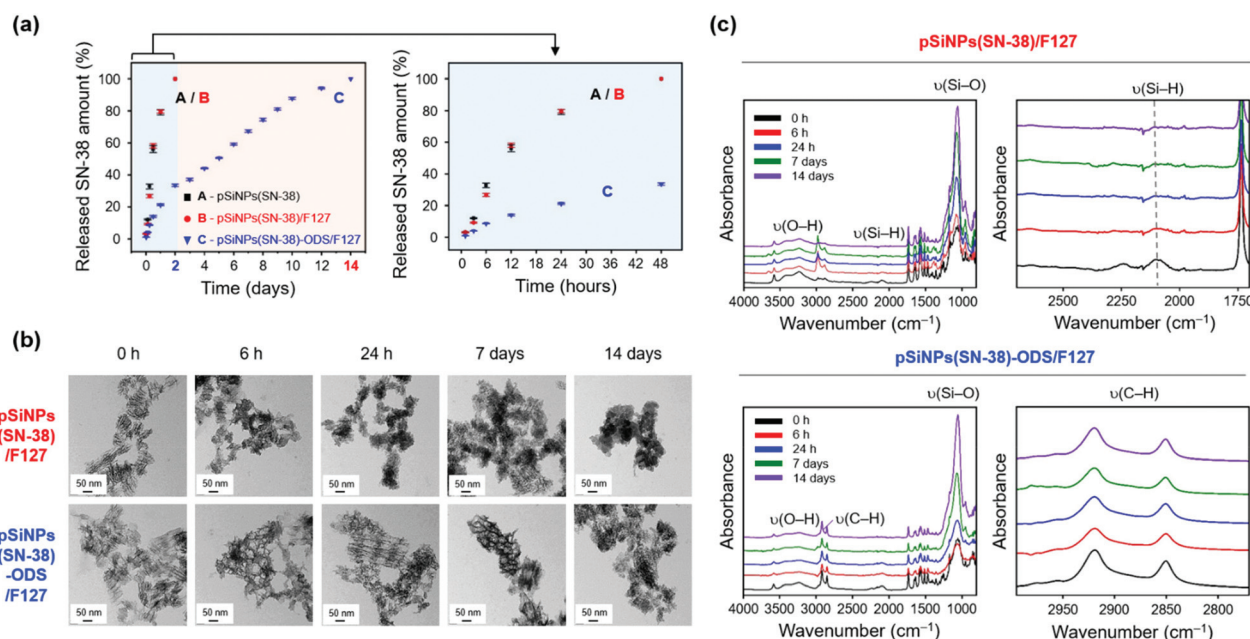 (a)
Released SN-38 amount (%)
100
80
60
40
20
0
A / B
C
A - pSiNPs(SN-38)
B - pSiNPs(SN-38)/F127
C - pSiNPs(SN-38)-ODS/F127
0 2 4 6 8 10 12 14
Time (days)
Released SN-38 amount (%)
100
80
60
40
20
0
A / B
C
0 6 12 18 24 30 36 42 48
Time (hours)
(b)
0 h 6 h 24 h 7 days 14 days
pSiNPs
(SN-38)
/F127
50 nm 50 nm 50 nm 50 nm 50 nm
pSiNPs
(SN-38)
-ODS
/F127
50 nm 50 nm 50 nm 50 nm 50 nm
(c)
pSiNPs(SN-38)/F127
υ(Si–O)
Absorbance
0 h
6 h
24 h
7 days
14 days
υ(O–H)
υ(Si–H)
4000 3000 2000 1000
Wavenumber (cm⁻¹)
υ(Si–H)
Absorbance
2500 2250 2000 1750
Wavenumber (cm⁻¹)
pSiNPs(SN-38)-ODS/F127
υ(Si–O)
Absorbance
0 h
6 h
24 h
7 days
14 days
υ(O–H)
υ(C–H)
4000 3000 2000 1000
Wavenumber (cm⁻¹)
υ(C–H)
Absorbance
2950 2900 2850 2800
Wavenumber (cm⁻¹)